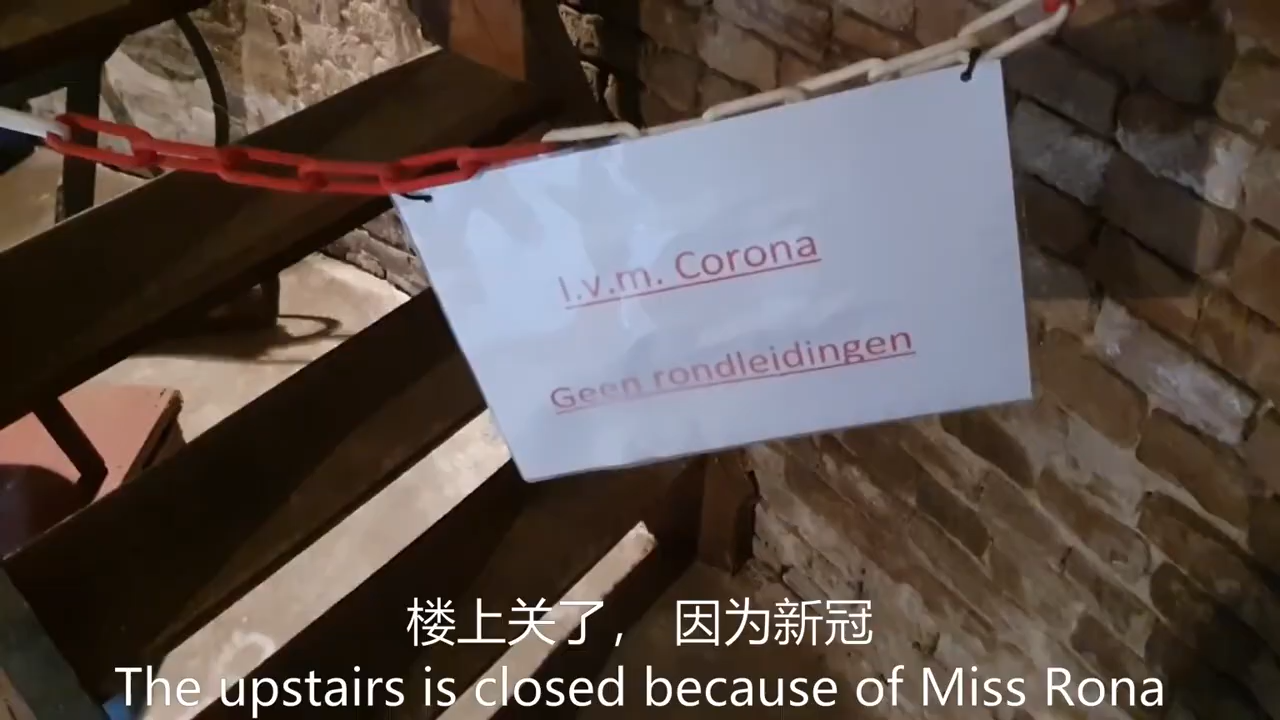 I.v.m. Corona
Geen rondleidingen
楼上关了， 因为新冠
The upstairs is closed because of Miss Rona